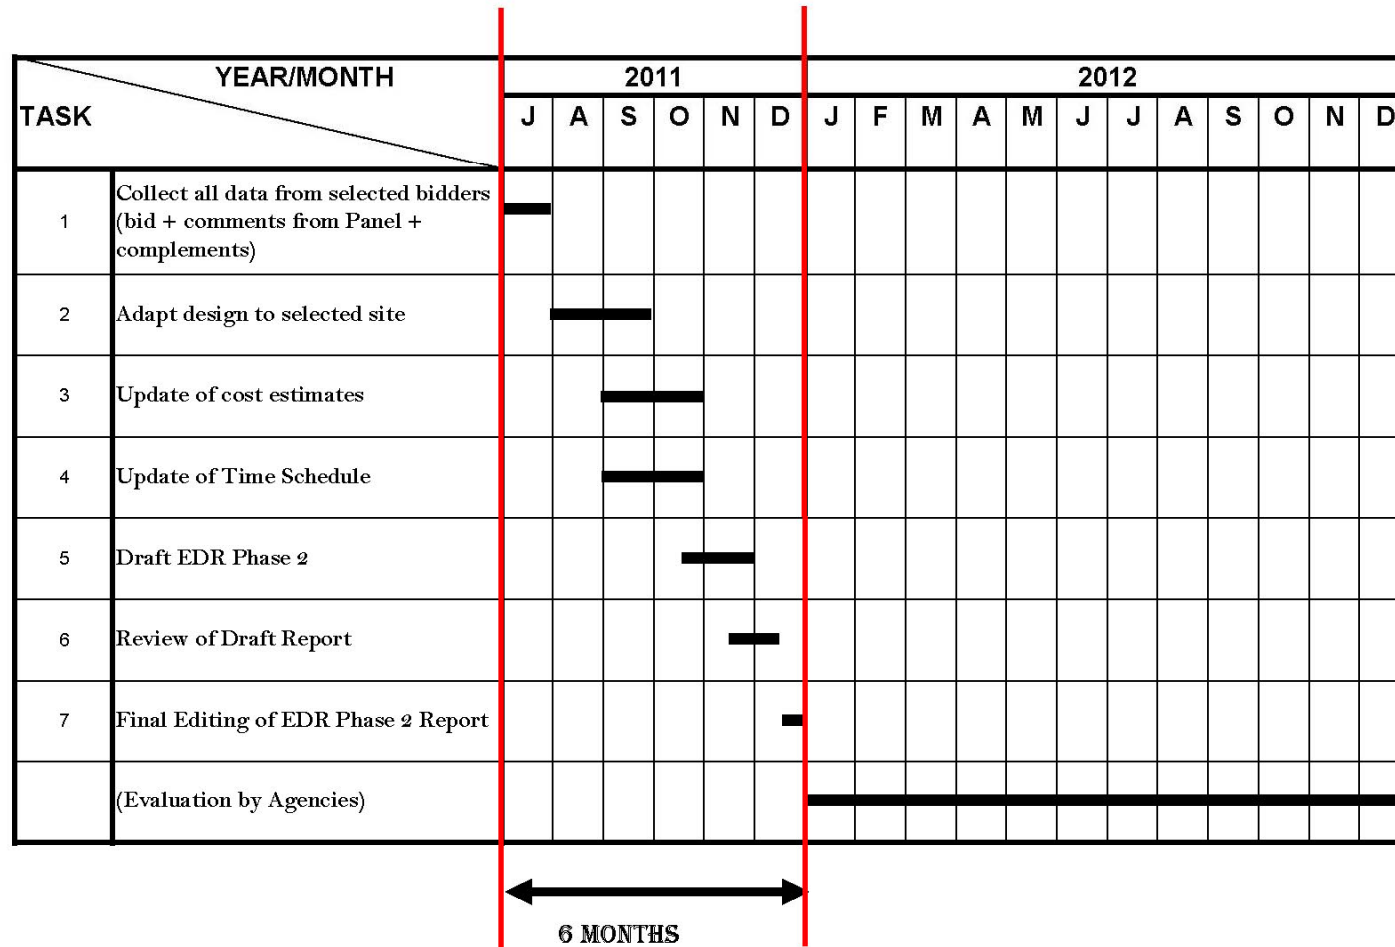 YEAR/MONTH 2011 2012
TASK J A S O N D J F M A M J J A S O N D
Collect all data from selected bidders
1 (bid + comments from Panel +
complements)
2 Adapt design to selected site
3 Update of cost estimates
4 Update of Time Schedule
5 Draft EDR Phase 2
6 Review of Draft Report
7 Final Editing of EDR Phase 2 Report
(Evaluation by Agencies)
6 MONTHS